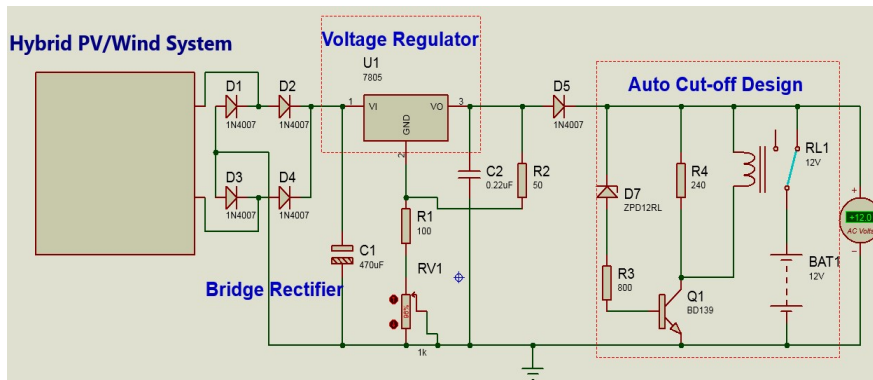 Hybrid PV/Wind System
Voltage Regulator
Auto Cut-off Design
Bridge Rectifier
D1
1N4007
D2
1N4007
D3
1N4007
D4
1N4007
U1
7805
1
VI
VO
3
GND
2
C1
470uF
C2
0.22uF
R1
100
R2
50
RV1
86%
1k
D5
1N4007
D7
ZPD12RL
R3
800
R4
240
Q1
BD139
RL1
12V
BAT1
12V
+12.0
AC Volts